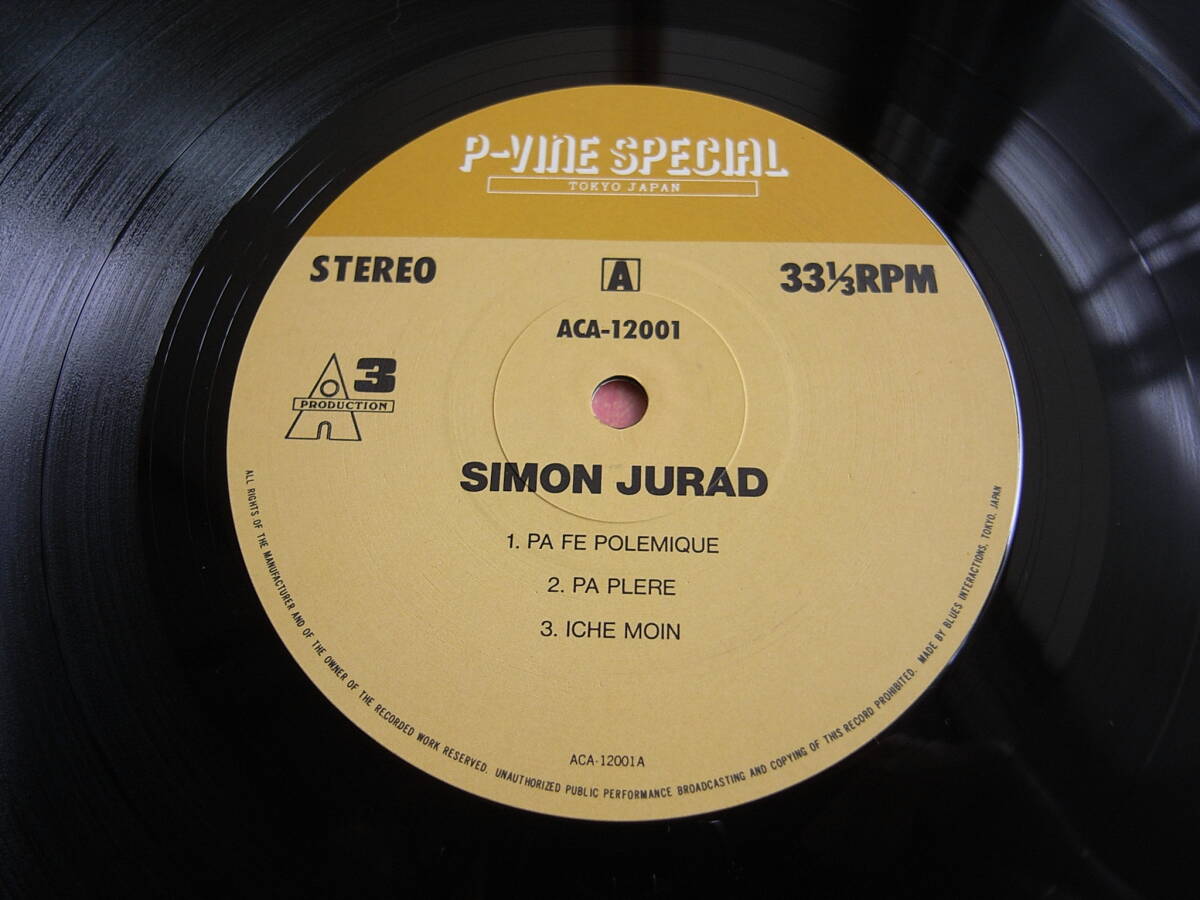 P-VINE SPECIAL
TOKYO JAPAN
STEREO
A
33⅓RPM
ACA-12001
3
PRODUCTION
SIMON JURAD
1. PA FE POLEMIQUE
2. PA PLERE
3. ICHE MOIN
ACA-12001A
ALL RIGHTS OF THE MANUFACTURER AND OF THE OWNER OF THE RECORDED WORK RESERVED. UNAUTHORIZED PUBLIC PERFORMANCE BROADCASTING AND COPYING OF THIS RECORD PROHIBITED. MADE BY BLUES INTERACTIONS, TOKYO, JAPAN